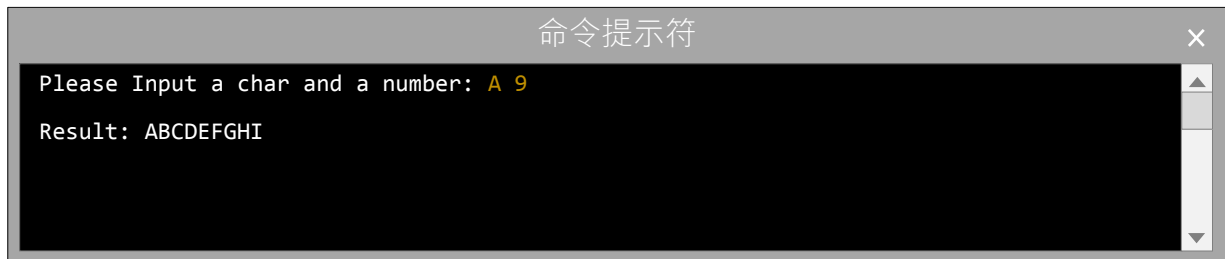 命令提示符
Please Input a char and a number: A 9
Result: ABCDEFGHI